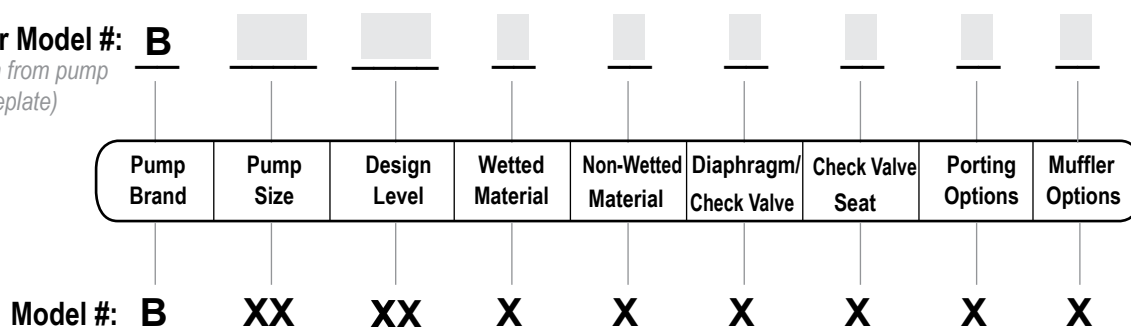 r Model #: B
from pump
eplate)
Pump Brand
Pump Size
Design Level
Wetted Material
Non-Wetted Material
Diaphragm/ Check Valve
Check Valve Seat
Porting Options
Muffler Options
Model #: B XX XX X X X X X X